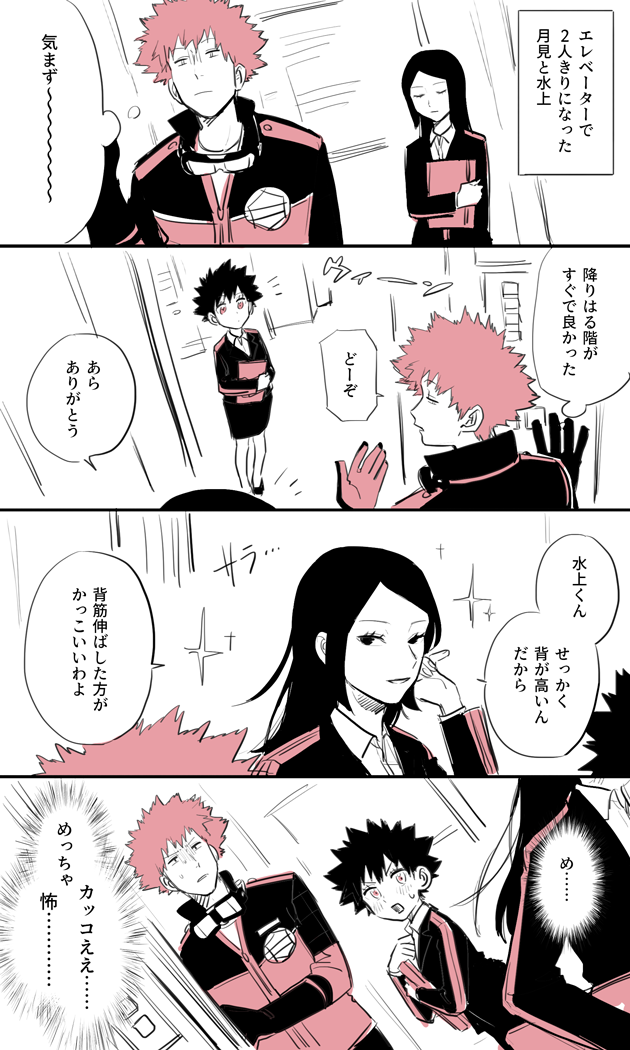 エレベーターで
2人きりになった
月見と水上
気まず〜〜〜〜〜〜〜
降りはる階が
すぐで良かった
どーぞ
あら
ありがとう
水上くん
せっかく
背が高いん
だから
サラ…
背筋伸ばした方が
かっこいいわよ
め……
めっちゃ
カッコええ……
怖…………